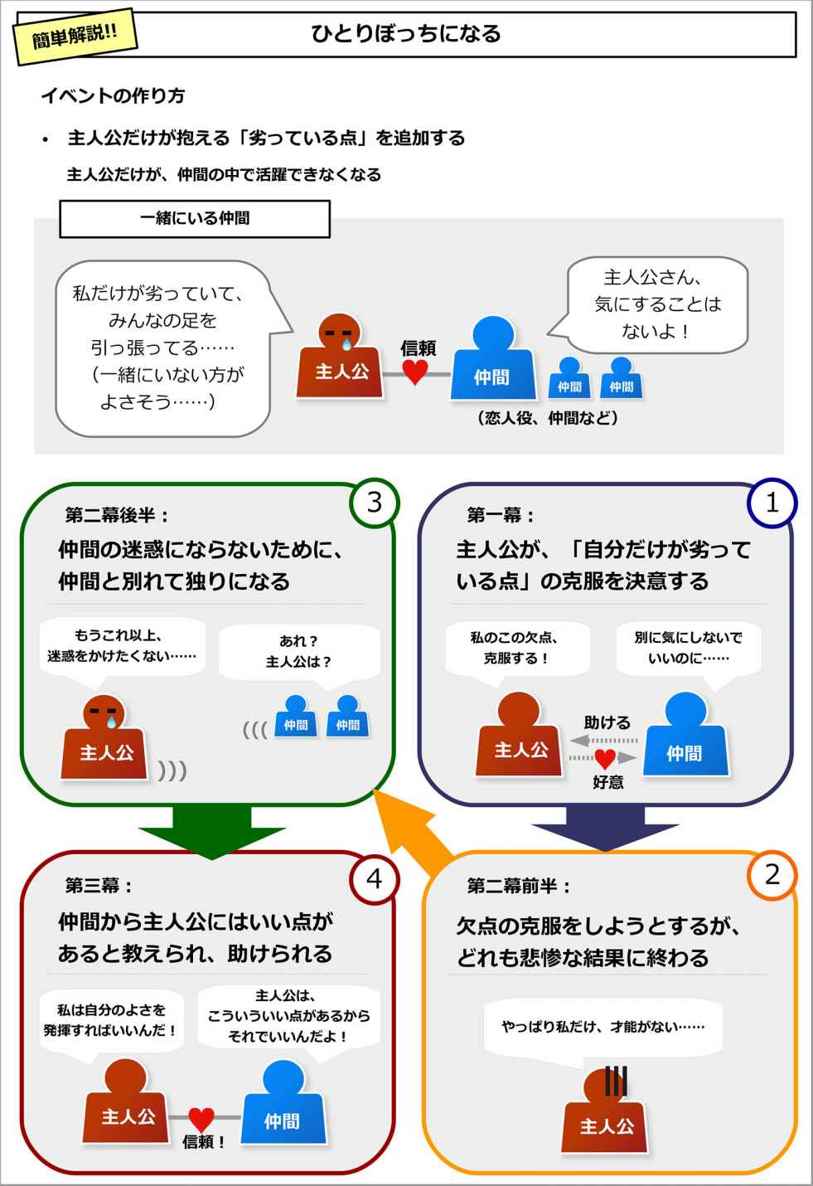 簡単解説!!
ひとりぼっちになる
イベントの作り方
・ 主人公だけが抱える「劣っている点」を追加する
主人公だけが、仲間の中で活躍できなくなる
一緒にいる仲間
私だけが劣っていて、
みんなの足を
引っ張ってる……
（一緒にいない方が
よさそう……）
主人公
信頼
仲間
仲間
仲間
（恋人役、仲間など）
主人公さん、
気にすることは
ないよ！
1
第一幕：
主人公が、「自分だけが劣って
いる点」の克服を決意する
私のこの欠点、
克服する！
別に気にしないで
いいのに……
主人公
助ける
好意
仲間
2
第二幕前半：
欠点の克服をしようとするが、
どれも悲惨な結果に終わる
やっぱり私だけ、才能がない……
主人公
3
第二幕後半：
仲間の迷惑にならないために、
仲間と別れて独りになる
もうこれ以上、
迷惑をかけたくない……
あれ？
主人公は？
主人公
)))
(((
仲間
仲間
4
第三幕：
仲間から主人公にはいい点が
あると教えられ、助けられる
私は自分のよさを
発揮すればいいんだ！
主人公は、
こういういい点があるから
それでいいんだよ！
主人公
信頼！
仲間